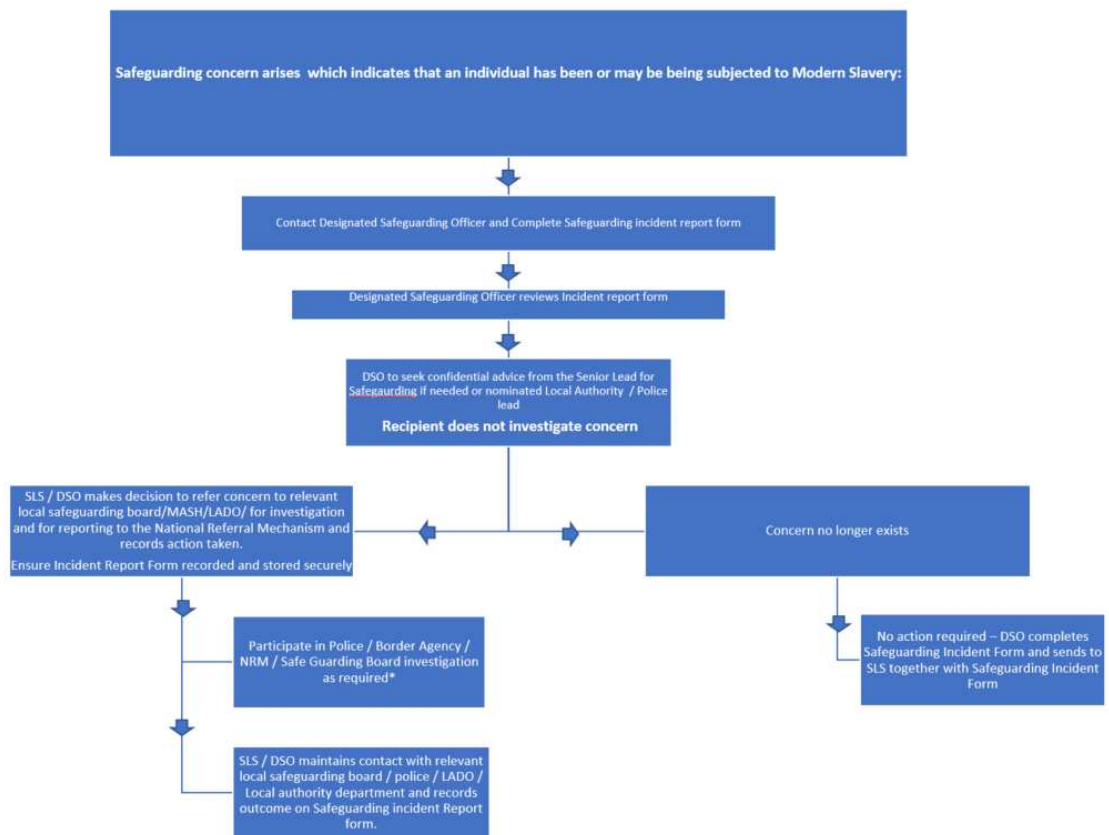 Safeguarding concern arises  which indicates that an individual has been or may be being subjected to Modern Slavery:
Contact Designated Safeguarding Officer and Complete Safeguarding incident report form
Designated Safeguarding Officer reviews Incident report form
DSO to seek confidential advice from the Senior Lead for
Safegaurding if needed or nominated Local Authority  / Police
lead
Recipient does not investigate concern
SLS / DSO makes decision to refer concern to relevant
local safeguarding board/MASH/LADO/ for investigation
and for reporting to the National Referral Mechanism and
records action taken.
Ensure Incident Report Form recorded and stored securely
Concern no longer exists
Participate in Police / Border Agency /
NRM / Safe Guarding Board investigation
as required*
No action required – DSO completes
Safeguarding Incident Form and sends to
SLS together with Safeguarding Incident
Form
SLS / DSO maintains contact with relevant
local safeguarding board / police / LADO /
Local authority department and records
outcome on Safeguarding incident Report
form.